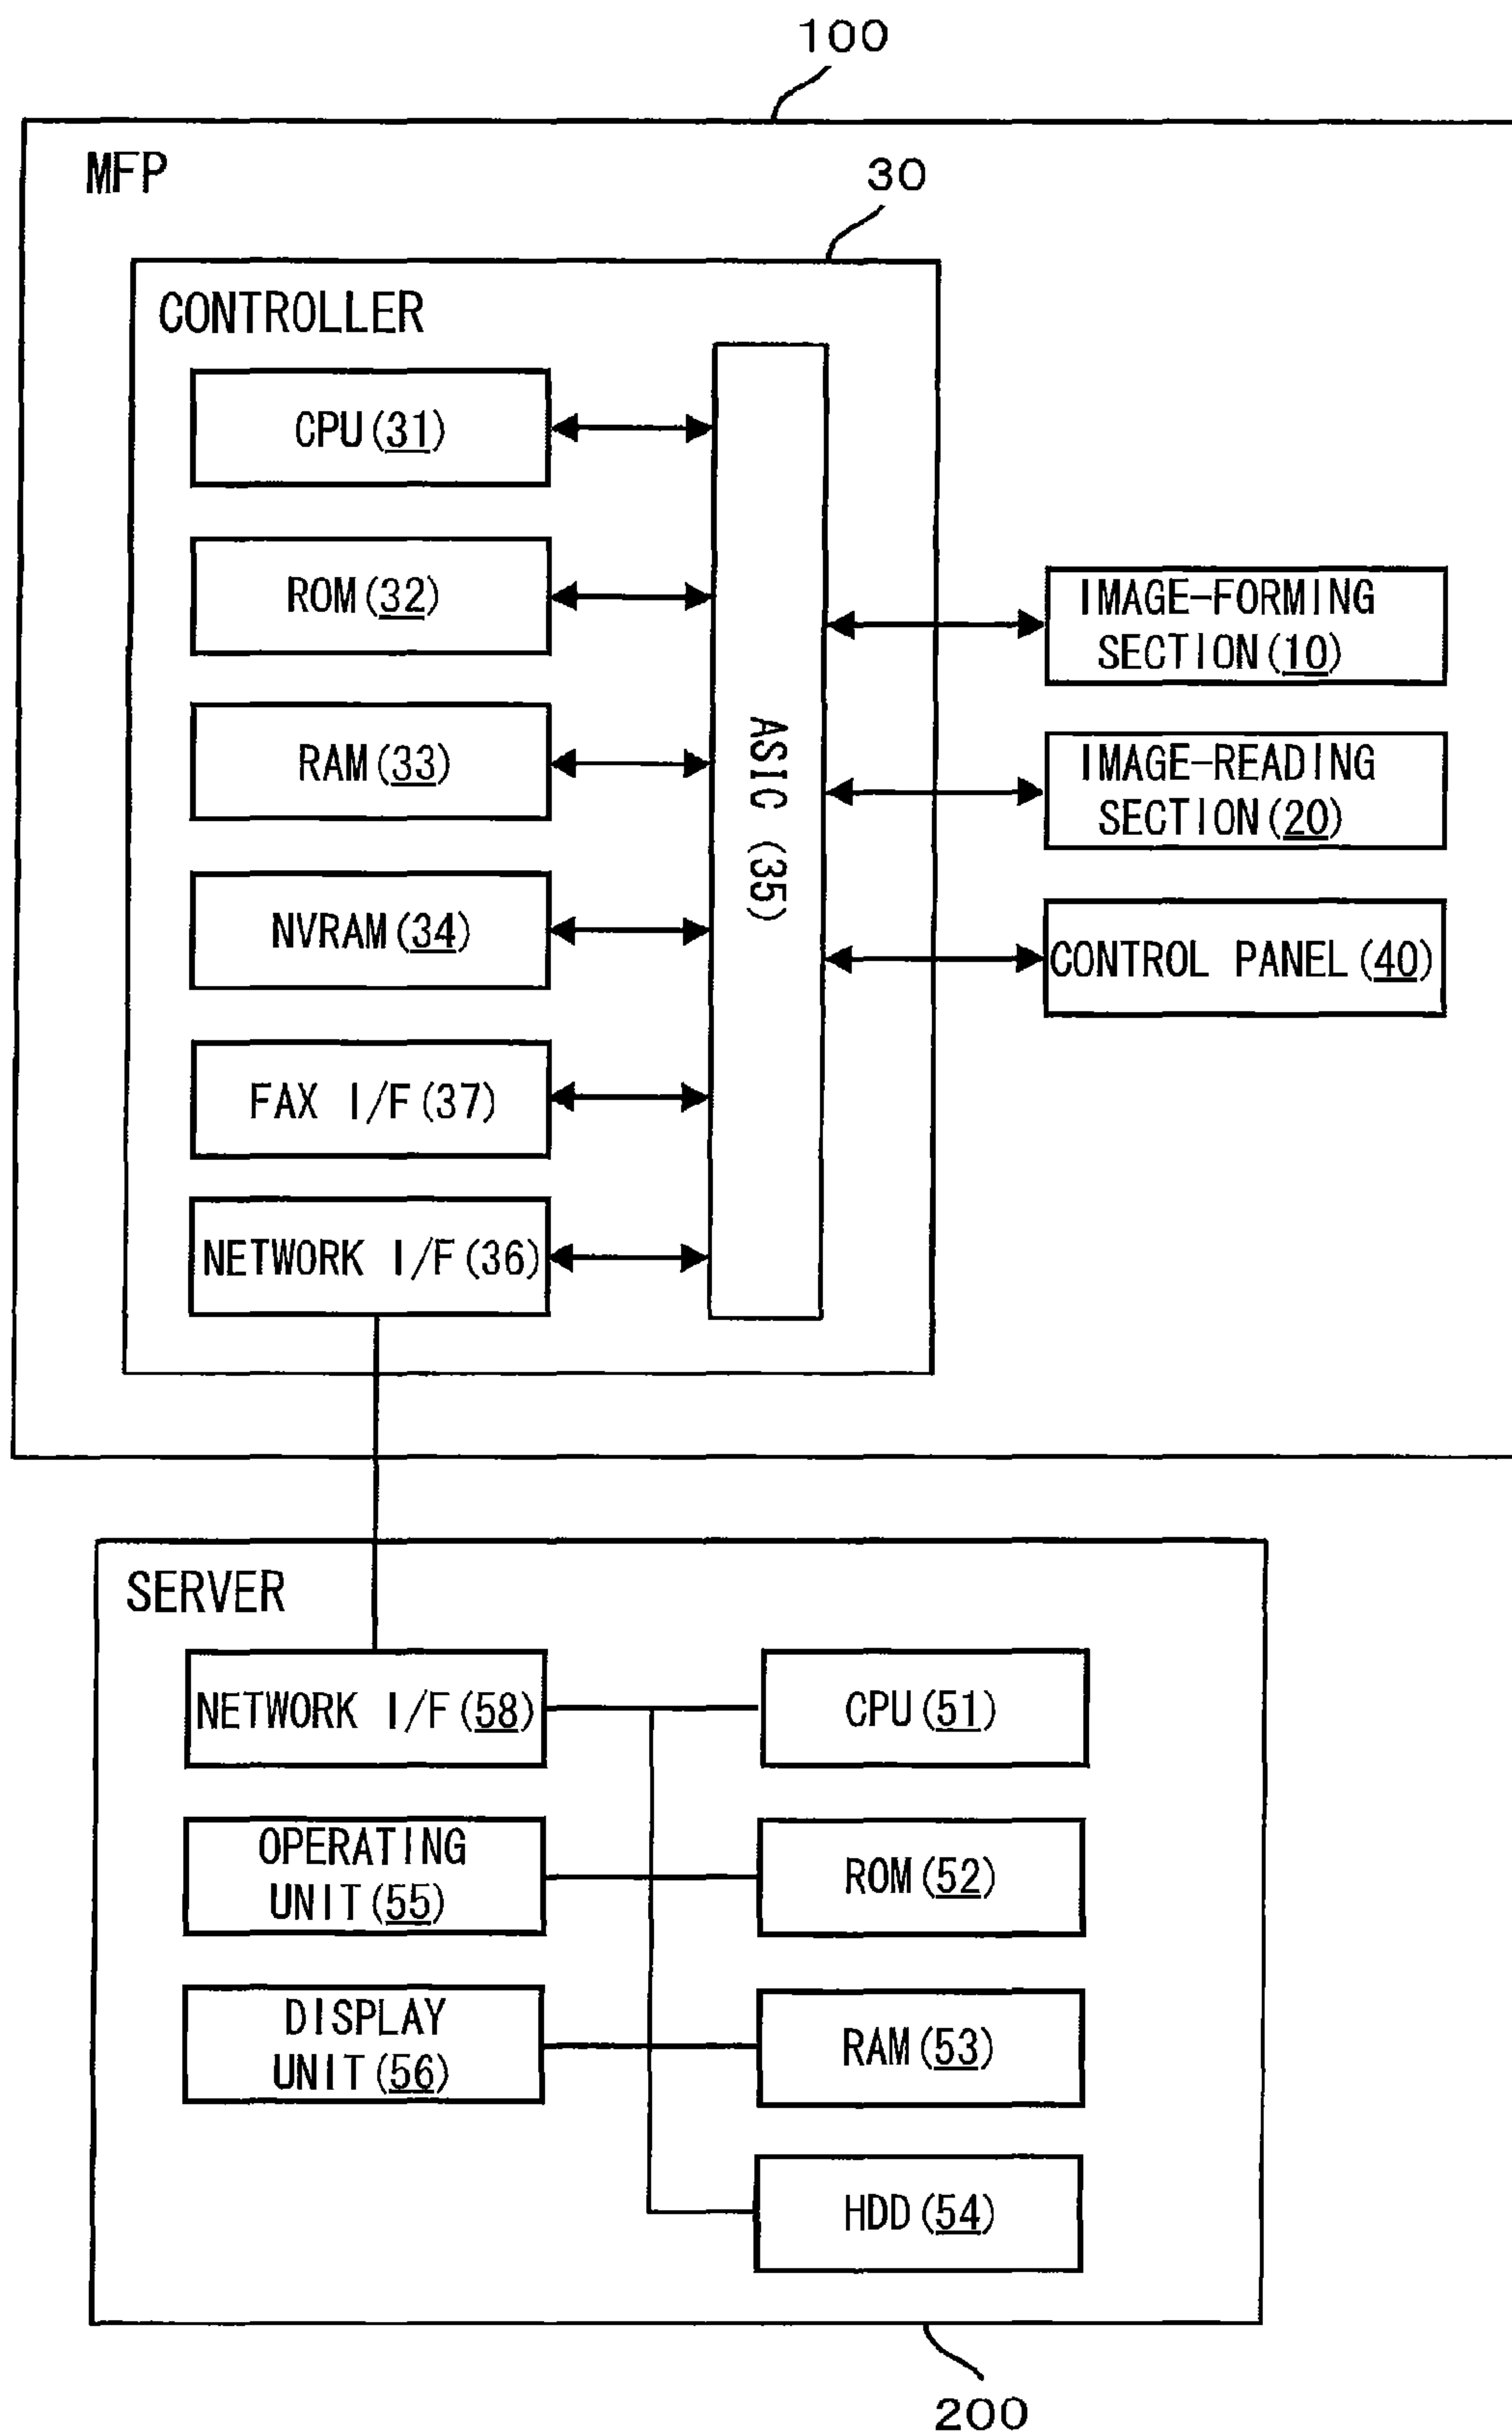 100
MFP
30
CONTROLLER
CPU(31)
ROM(32)
RAM(33)
NVRAM(34)
FAX I/F(37)
NETWORK I/F(36)
ASIC (35)
IMAGE-FORMING
SECTION(10)
IMAGE-READING
SECTION(20)
CONTROL PANEL(40)
SERVER
NETWORK I/F(58)
OPERATING
UNIT(55)
DISPLAY
UNIT(56)
CPU(51)
ROM(52)
RAM(53)
HDD(54)
200